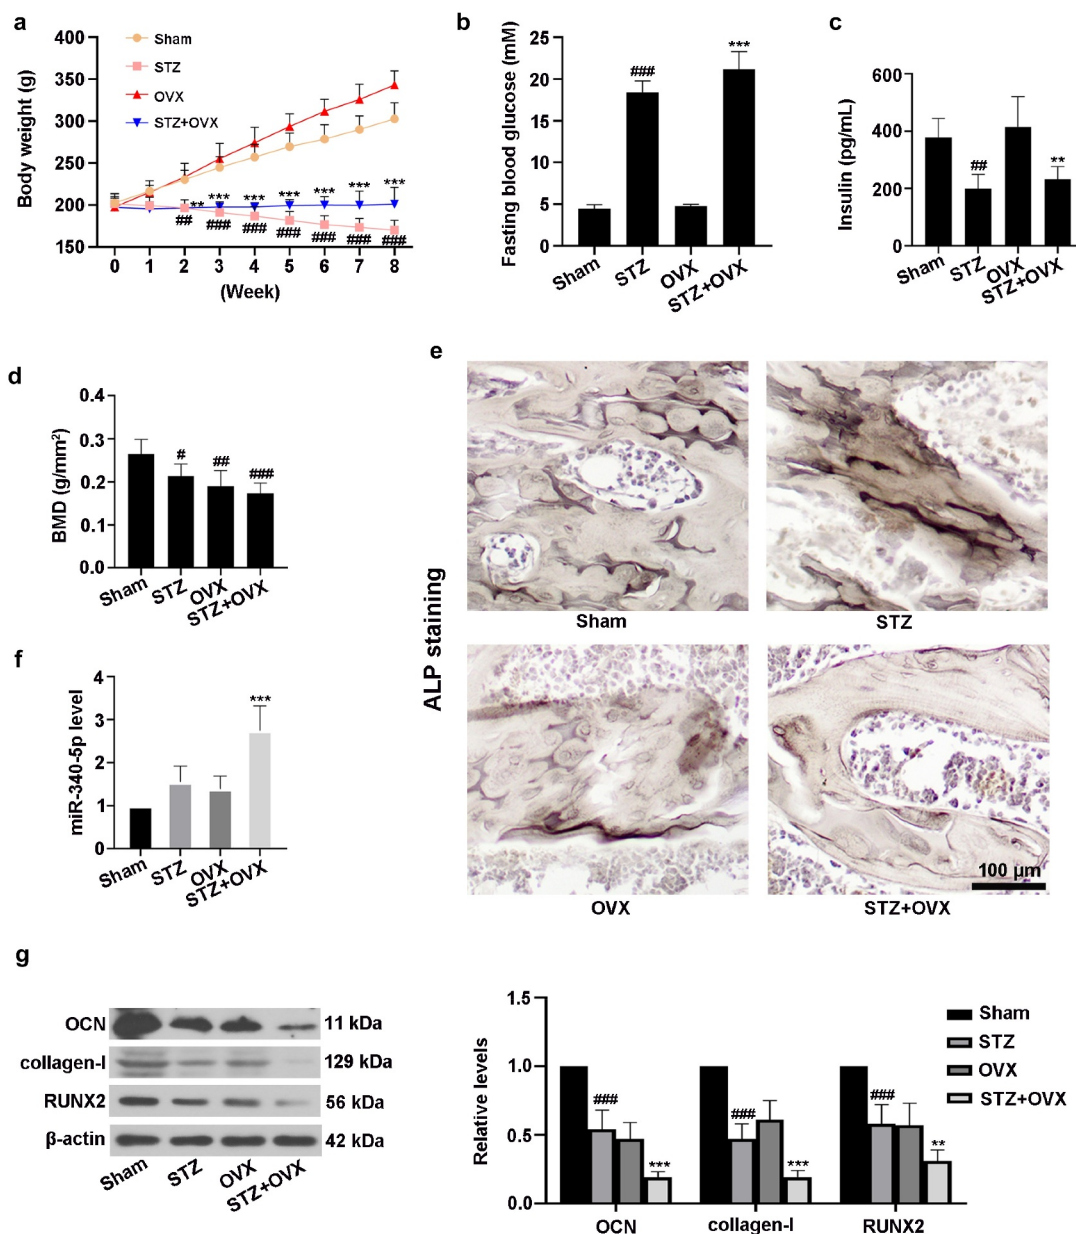 a
400
350
300
250
200
150
Body weight (g)
Sham
STZ
OVX
STZ+OVX
** *** *** *** *** *** ***
## ### ### ### ### ### ###
0 1 2 3 4 5 6 7 8
(Week)
b
25
20
15
10
5
0
Fasting blood glucose (mM)
### ***
Sham STZ OVX STZ+OVX
c
600
400
200
0
Insulin (pg/mL)
## **
Sham STZ OVX STZ+OVX
d
0.4
0.3
0.2
0.1
0.0
BMD (g/mm²)
# ## ###
Sham STZ OVX STZ+OVX
e
ALP staining
Sham STZ
OVX STZ+OVX
100 μm
f
4
3
2
1
0
miR-340-5p level
***
Sham STZ OVX STZ+OVX
g
OCN 11 kDa
collagen-I 129 kDa
RUNX2 56 kDa
β-actin 42 kDa
Sham STZ OVX STZ+OVX
1.5
1.0
0.5
0.0
Relative levels
### *** ### *** ### **
OCN collagen-I RUNX2
Sham
STZ
OVX
STZ+OVX